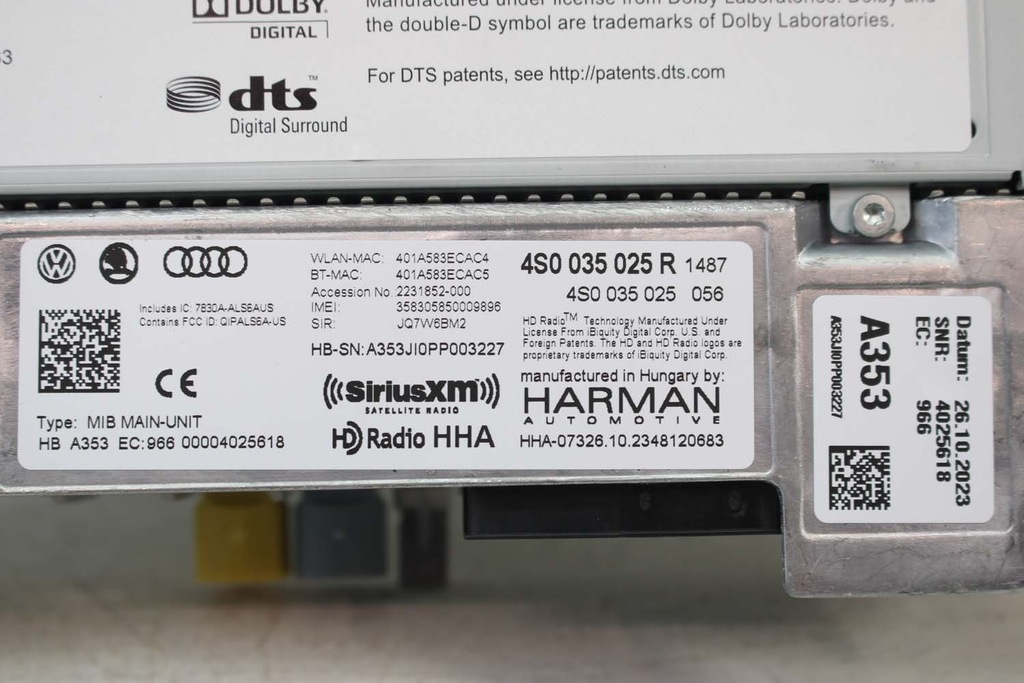 DOLBY
DIGITAL
Manufactured under license from Dolby Laboratories. Dolby and
the double-D symbol are trademarks of Dolby Laboratories.
For DTS patents, see http://patents.dts.com
dts™
Digital Surround
Includes IC: 7830A-ALS6AUS
Contains FCC ID: QIPALS6A-US
CE
Type: MIB MAIN-UNIT
HB A353 EC:966 00004025618
WLAN-MAC: 401A583ECAC4
BT-MAC: 401A583ECAC5
Accession No. 2231852-000
IMEI: 358305850009896
SIR: JQ7W6BM2
HB-SN:A353JI0PP003227
SiriusXM
SATELLITE RADIO
HD Radio HHA
4S0 035 025 R 1487
4S0 035 025 056
HD Radio™ Technology Manufactured Under
License From iBiquity Digital Corp. U.S. and
Foreign Patents. The HD and HD Radio logos are
proprietary trademarks of iBiquity Digital Corp.
manufactured in Hungary by:
HARMAN
AUTOMOTIVE
HHA-07326.10.2348120683
Datum: 26.10.2023
SNR: 4025618
EC: 966
A353
A353JI0PP003227